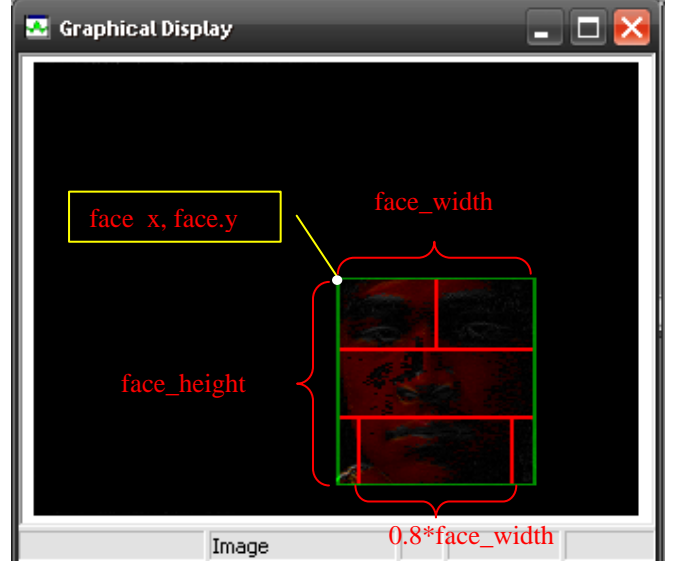 Graphical Display
face_width
face x, face.y
face_height
0.8*face_width
Image